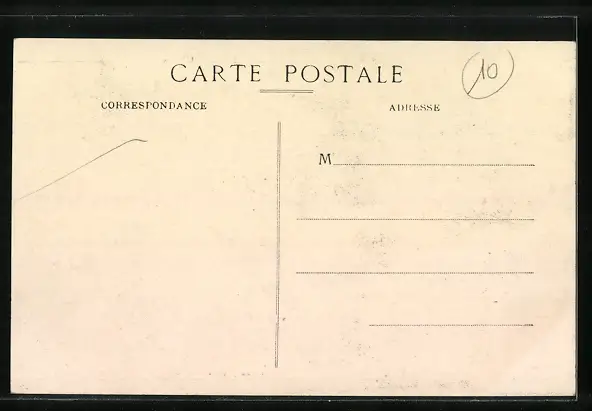 CARTE POSTALE
10
CORRESPONDANCE
ADRESSE
M